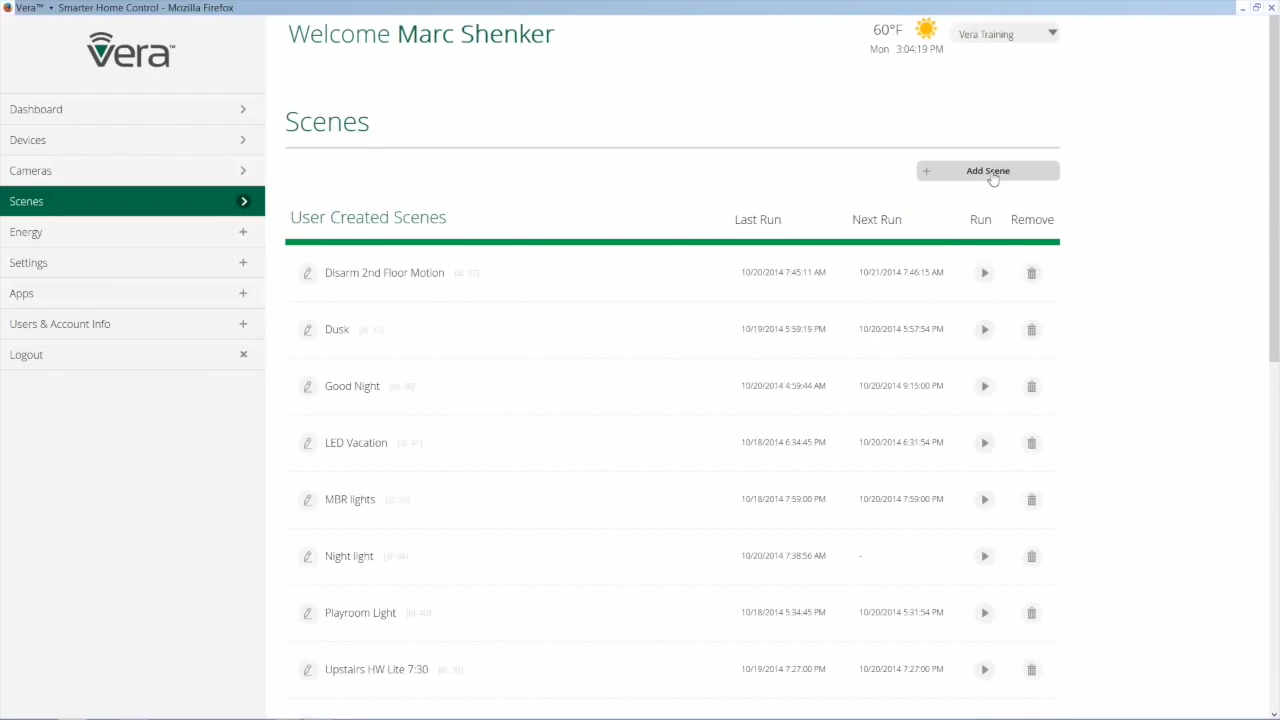 Vera™ • Smarter Home Control - Mozilla Firefox
vera™
Welcome Marc Shenker
60°F
Mon 3:04:19 PM
Vera Training
Dashboard
Devices
Cameras
Scenes
Energy
Settings
Apps
Users & Account Info
Logout
Scenes
+ Add Scene
User Created Scenes Last Run Next Run Run Remove
Disarm 2nd Floor Motion [id: 37] 10/20/2014 7:45:11 AM 10/21/2014 7:46:15 AM
Dusk 10/19/2014 5:59:19 PM 10/20/2014 5:57:54 PM
Good Night 10/20/2014 4:59:44 AM 10/20/2014 9:15:00 PM
LED Vacation [id: 41] 10/18/2014 6:34:45 PM 10/20/2014 6:31:54 PM
MBR lights 10/18/2014 7:59:00 PM 10/20/2014 7:59:00 PM
Night light 10/20/2014 7:38:56 AM -
Playroom Light [id: 40] 10/18/2014 5:34:45 PM 10/20/2014 5:31:54 PM
Upstairs HW Lite 7:30 10/19/2014 7:27:00 PM 10/20/2014 7:27:00 PM